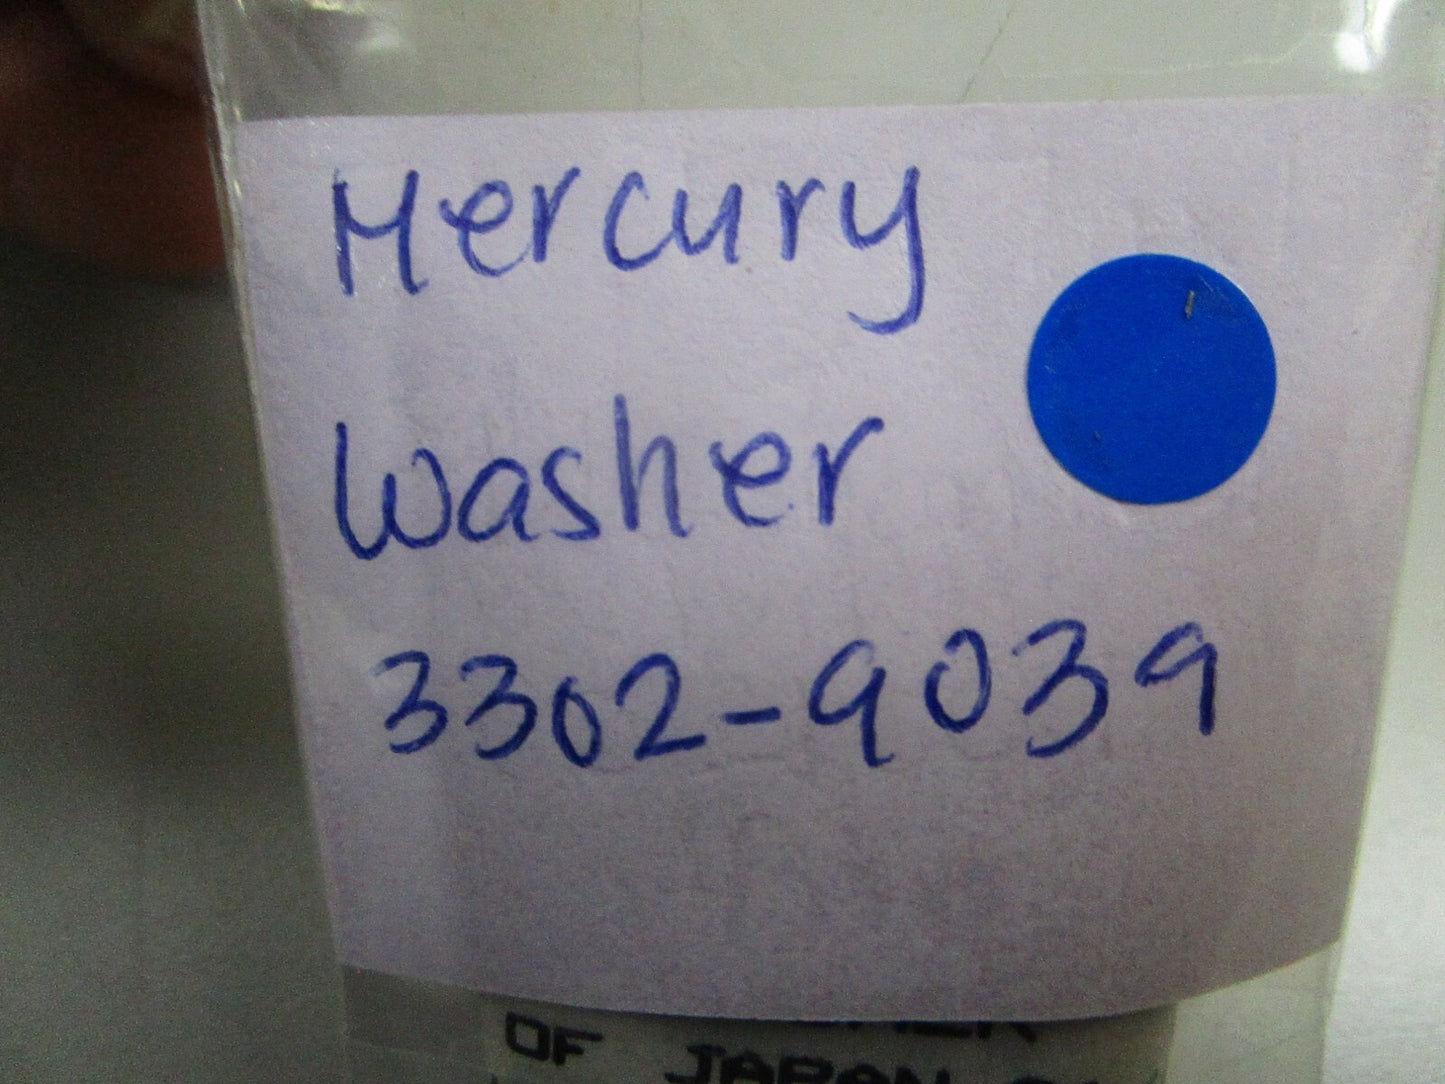 Mercury
Washer
3302-9039
OF JAPAN